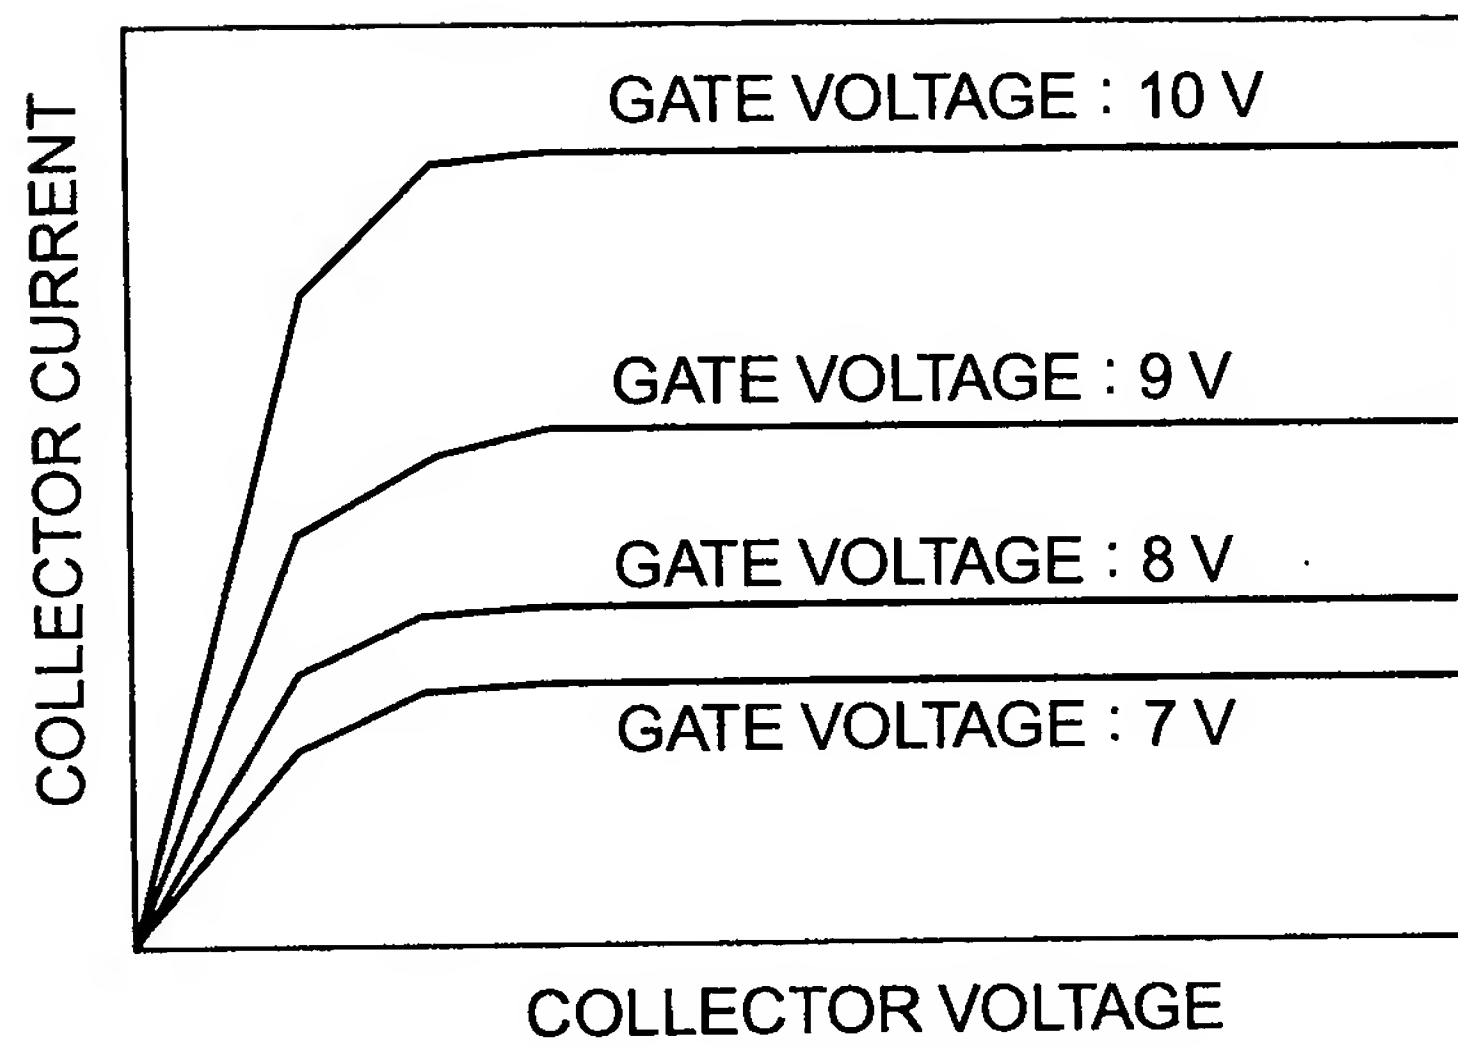 GATE VOLTAGE : 10 V
COLLECTOR CURRENT
GATE VOLTAGE : 9 V
GATE VOLTAGE : 8 V
GATE VOLTAGE : 7 V
COLLECTOR VOLTAGE